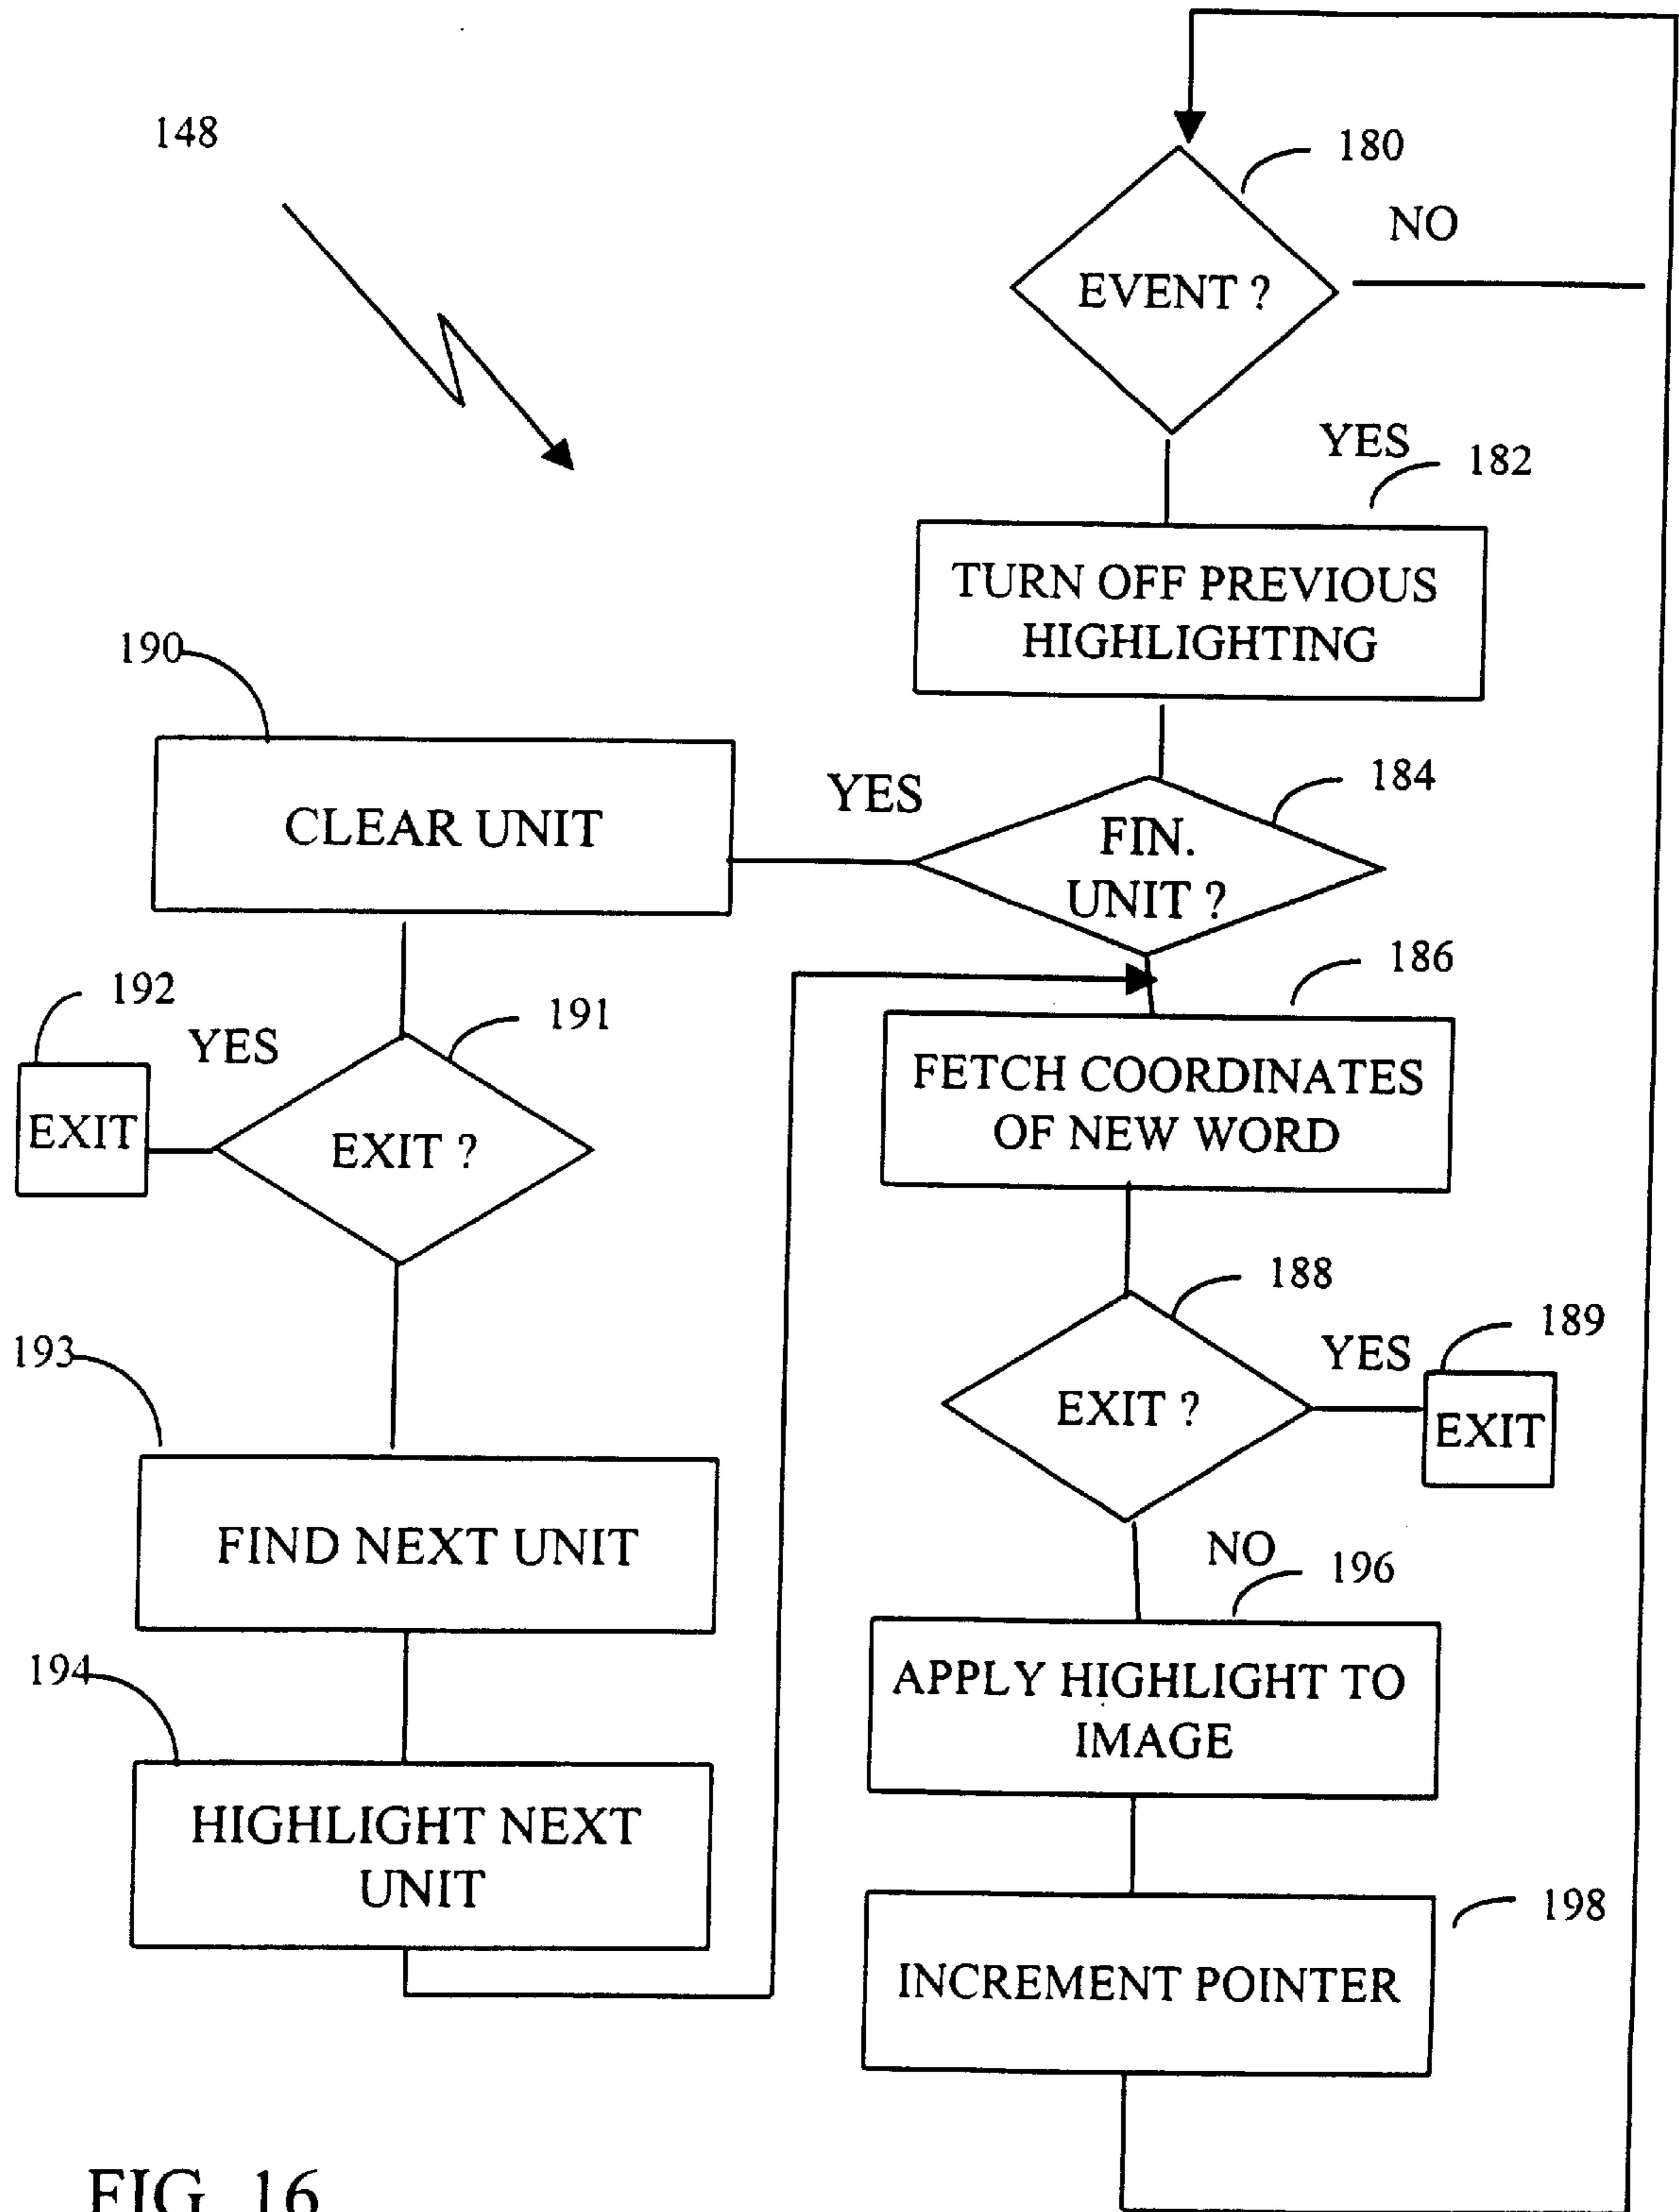 148
180
NO
EVENT ?
YES
182
TURN OFF PREVIOUS
HIGHLIGHTING
190
CLEAR UNIT
YES
184
FIN.
UNIT ?
186
FETCH COORDINATES
OF NEW WORD
192
YES
191
EXIT
EXIT ?
188
YES
189
EXIT ?
EXIT
193
FIND NEXT UNIT
NO
196
APPLY HIGHLIGHT TO
IMAGE
194
HIGHLIGHT NEXT
UNIT
198
INCREMENT POINTER
FIG. 16